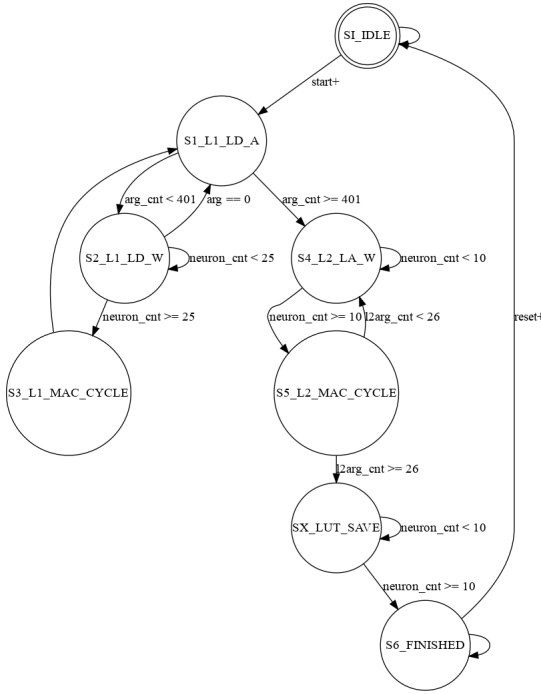 SI_IDLE
start+
S1_L1_LD_A
arg_cnt < 401
arg == 0
arg_cnt >= 401
S2_L1_LD_W
neuron_cnt < 25
S4_L2_LA_W
neuron_cnt < 10
neuron_cnt >= 25
neuron_cnt >= 10
l2arg_cnt < 26
reset+
S3_L1_MAC_CYCLE
S5_L2_MAC_CYCLE
l2arg_cnt >= 26
SX_LUT_SAVE
neuron_cnt < 10
neuron_cnt >= 10
S6_FINISHED